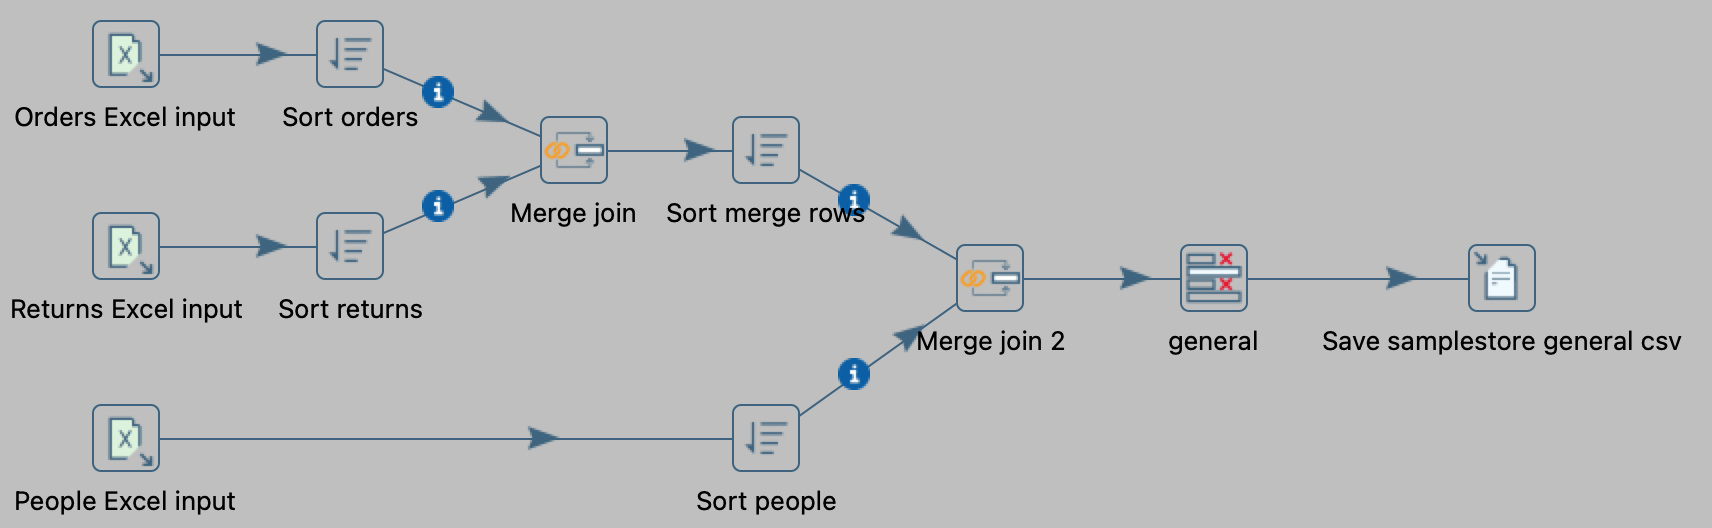 Orders Excel input
Sort orders
Merge join
Sort merge rows
Returns Excel input
Sort returns
Merge join 2
general
Save samplestore general csv
People Excel input
Sort people